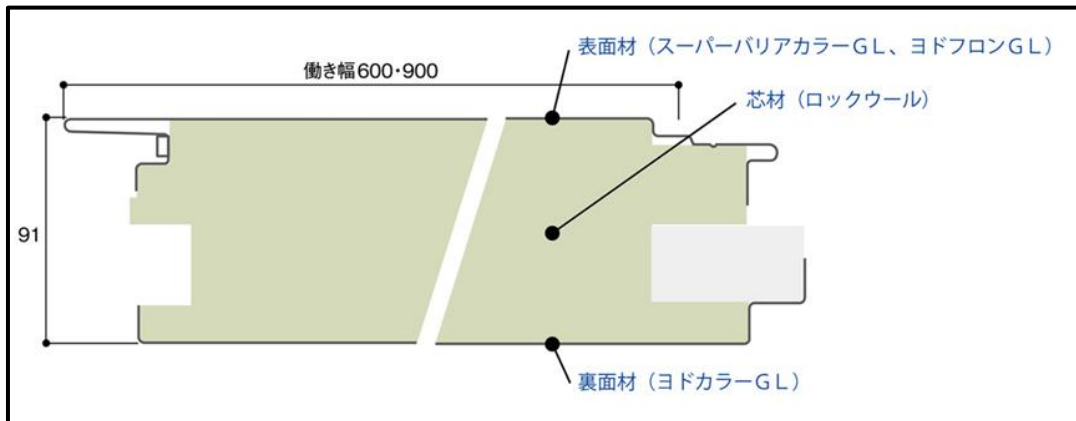 表面材（スーパーバリアカラーＧＬ、ヨドフロンＧＬ）
働き幅600・900
芯材（ロックウール）
91
裏面材（ヨドカラーＧＬ）